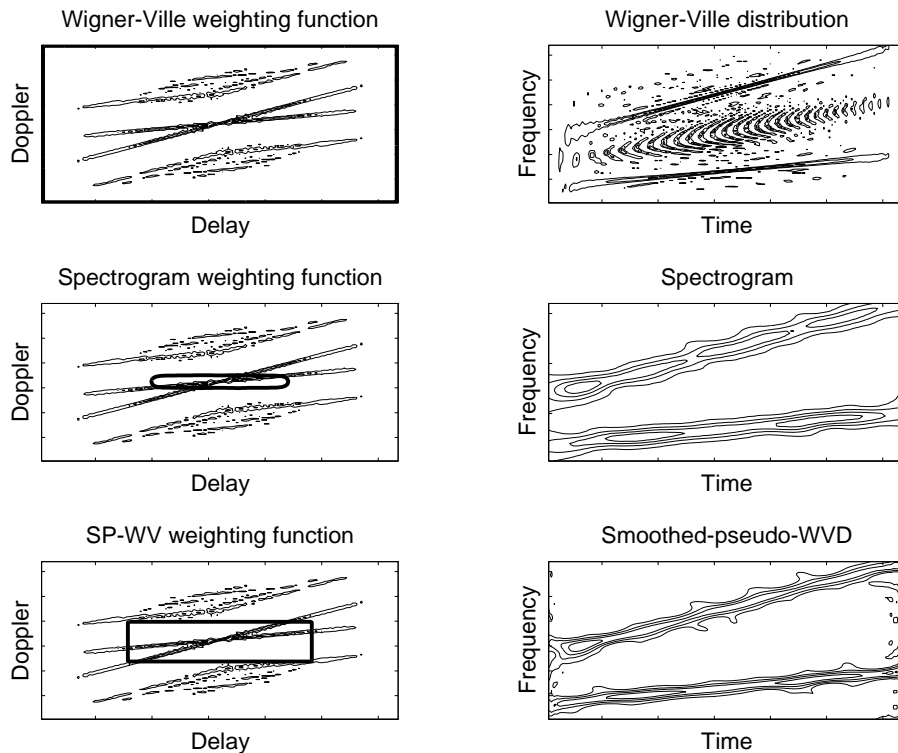 Wigner-Ville weighting function
Doppler
Delay
Wigner-Ville distribution
Frequency
Time
Spectrogram weighting function
Doppler
Delay
Spectrogram
Frequency
Time
SP-WV weighting function
Doppler
Delay
Smoothed-pseudo-WVD
Frequency
Time